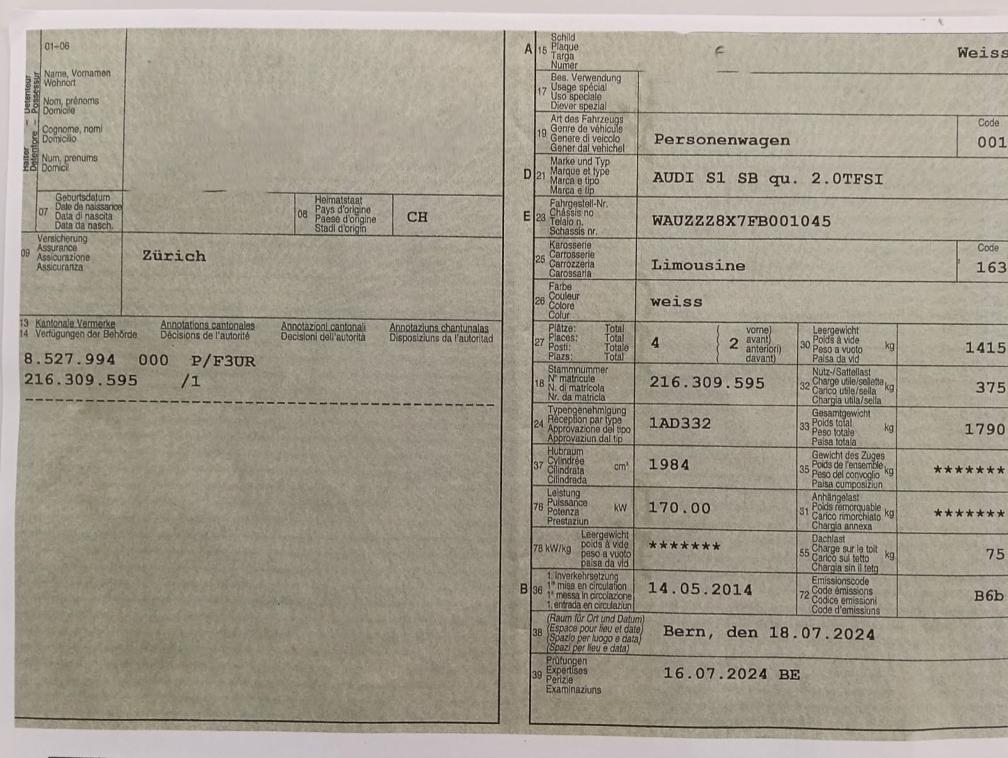 01–06
Halter – Detenteur
Detentore – Possessur
Name, Vornamen
Wohnort
Nom, prénoms
Domicile
Cognome, nomi
Domicilio
Num, prenums
Domicil
07
Geburtsdatum
Date de naissance
Data di nascita
Data da nasch.
08
Heimatstaat
Pays d'origine
Paese d'origine
Stadi d'origin
CH
09
Versicherung
Assurance
Assicurazione
Assicuranza
Zürich
13 Kantonale Vermerke Annotations cantonales Annotazioni cantonali Annotaziuns chantunalas
14 Verfügungen der Behörde Décisions de l'autorité Decisioni dell'autorità Disposiziuns da l'autoritad
8.527.994 000 P/F3UR
216.309.595 /1
A 15
Schild
Plaque
Targa
Numer
Weiss
17
Bes. Verwendung
Usage spécial
Uso speciale
Diever spezial
19
Art des Fahrzeugs
Genre de véhicule
Genere di veicolo
Gener dal vehichel
Personenwagen
Code
001
D 21
Marke und Typ
Marque et type
Marca e tipo
Marca e tip
AUDI S1 SB qu. 2.0TFSI
E 23
Fahrgestell-Nr.
Châssis no
Telaio n.
Schassis nr.
WAUZZZ8X7FB001045
25
Karosserie
Carrosserie
Carrozzeria
Carossaria
Limousine
Code
163
26
Farbe
Couleur
Colore
Colur
weiss
27
Plätze: Total
Places: Total
Posti: Totale
Plazs: Total
4
2
vorne)
avant)
anteriori)
davant)
30
Leergewicht
Poids à vide
Peso a vuoto
Paisa da vid
kg
1415
18
Stammnummer
N° matricule
N. di matricola
Nr. da matricla
216.309.595
32
Nutz-/Sattellast
Charge utile/sellette
Carico utile/sella
Chargia utila/sella
kg
375
24
Typengenehmigung
Réception par type
Approvazione del tipo
Approvaziun dal tip
1AD332
33
Gesamtgewicht
Poids total
Peso totale
Paisa totala
kg
1790
37
Hubraum
Cylindrée
Cilindrata
Cilindrada
cm³
1984
35
Gewicht des Zuges
Poids de l'ensemble
Peso del convoglio
Paisa cumposiziun
kg
*******
76
Leistung
Puissance
Potenza
Prestaziun
kW
170.00
31
Anhängelast
Poids remorquable
Carico rimorchiato
Chargia annexa
kg
*******
78 kW/kg
Leergewicht
poids à vide
peso a vuoto
paisa da vid
*******
55
Dachlast
Charge sur le toit
Carico sul tetto
Chargia sin il tetg
kg
75
B 36
1. Inverkehrsetzung
1re mise en circulation
1a messa in circolazione
1. entrada en circulaziun
14.05.2014
72
Emissionscode
Code émissions
Codice emissioni
Code d'emissiuns
B6b
38
(Raum für Ort und Datum)
(Espace pour lieu et date)
(Spazio per luogo e data)
(Spazi per lieu e data)
Bern, den 18.07.2024
39
Prüfungen
Expertises
Perizie
Examinaziuns
16.07.2024 BE